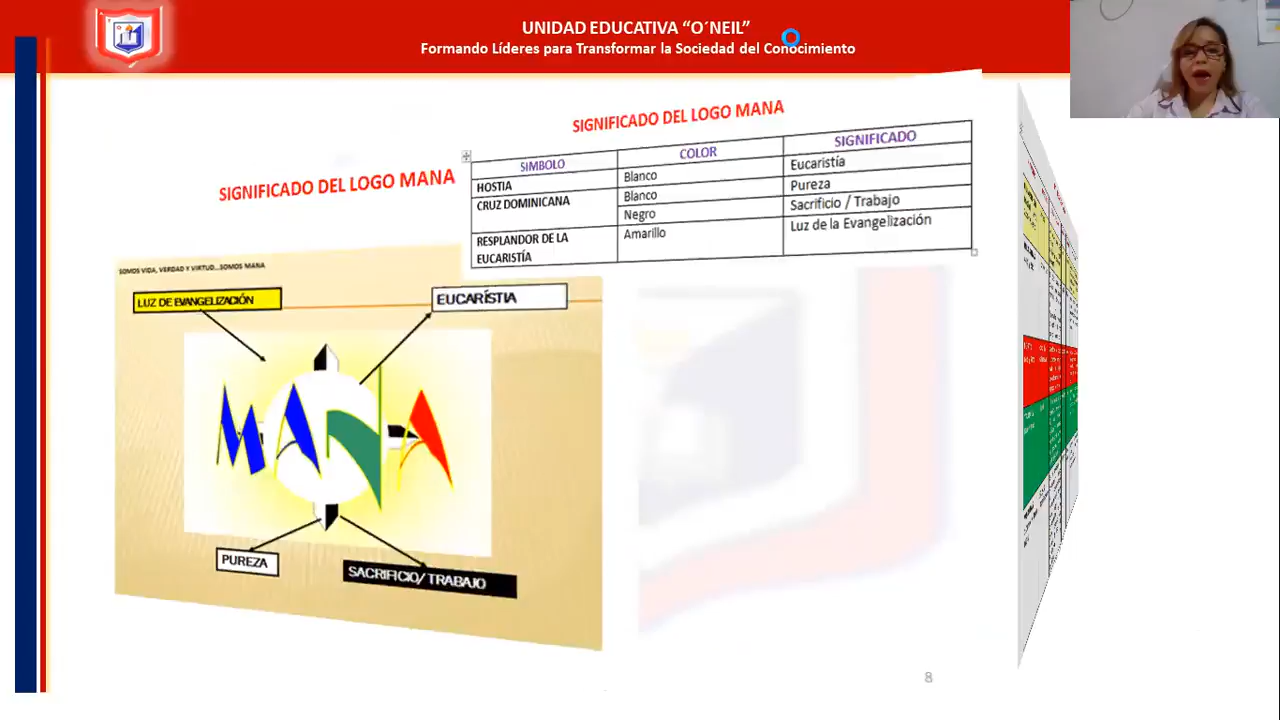 UNIDAD EDUCATIVA “O´NEIL”
Formando Líderes para Transformar la Sociedad del Conocimiento
SIGNIFICADO DEL LOGO MANA
SIGNIFICADO DEL LOGO MANA
SIMBOLO COLOR SIGNIFICADO
HOSTIA Blanco Eucaristía
CRUZ DOMINICANA Blanco Pureza
Negro Sacrificio / Trabajo
RESPLANDOR DE LA EUCARISTÍA Amarillo Luz de la Evangelización
SOMOS VIDA, VERDAD Y VIRTUD...SOMOS MANA
LUZ DE EVANGELIZACIÓN
EUCARÍSTIA
MANA
PUREZA
SACRIFICIO/ TRABAJO
8